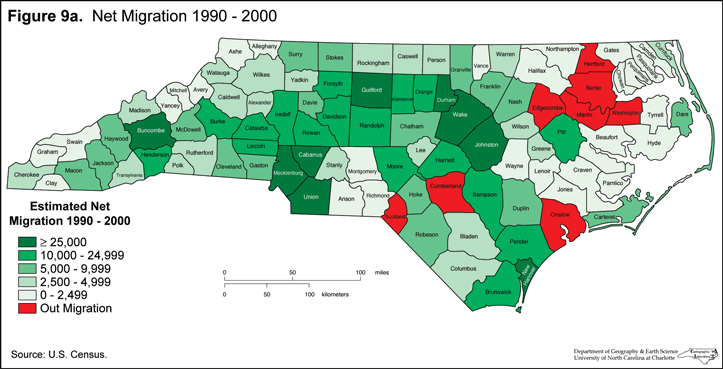 Figure 9a. Net Migration 1990 - 2000
Ashe
Alleghany
Surry
Stokes
Rockingham
Caswell
Person
Granville
Vance
Warren
Northampton
Gates
Hertford
Halifax
Camden
Currituck
Pasquotank
Perquimans
Chowan
Watauga
Wilkes
Yadkin
Forsyth
Guilford
Alamance
Orange
Durham
Franklin
Nash
Bertie
Edgecombe
Martin
Washington
Tyrrell
Dare
Mitchell
Avery
Caldwell
Alexander
Iredell
Davie
Davidson
Randolph
Chatham
Wake
Wilson
Pitt
Beaufort
Hyde
Madison
Yancey
Buncombe
McDowell
Burke
Catawba
Rowan
Johnston
Greene
Haywood
Swain
Graham
Jackson
Macon
Cherokee
Clay
Transylvania
Henderson
Polk
Rutherford
Cleveland
Lincoln
Gaston
Mecklenburg
Cabarrus
Stanly
Montgomery
Moore
Lee
Harnett
Wayne
Lenoir
Craven
Pamlico
Jones
Union
Anson
Richmond
Scotland
Hoke
Cumberland
Sampson
Duplin
Onslow
Carteret
Robeson
Bladen
Pender
Columbus
Brunswick
New Hanover
Estimated Net
Migration 1990 - 2000
≥ 25,000
10,000 - 24,999
5,000 - 9,999
2,500 - 4,999
0 - 2,499
Out Migration
0 50 100
miles
0 50 100
kilometers
Source: U.S. Census.
Department of Geography & Earth Science
University of North Carolina at Charlotte